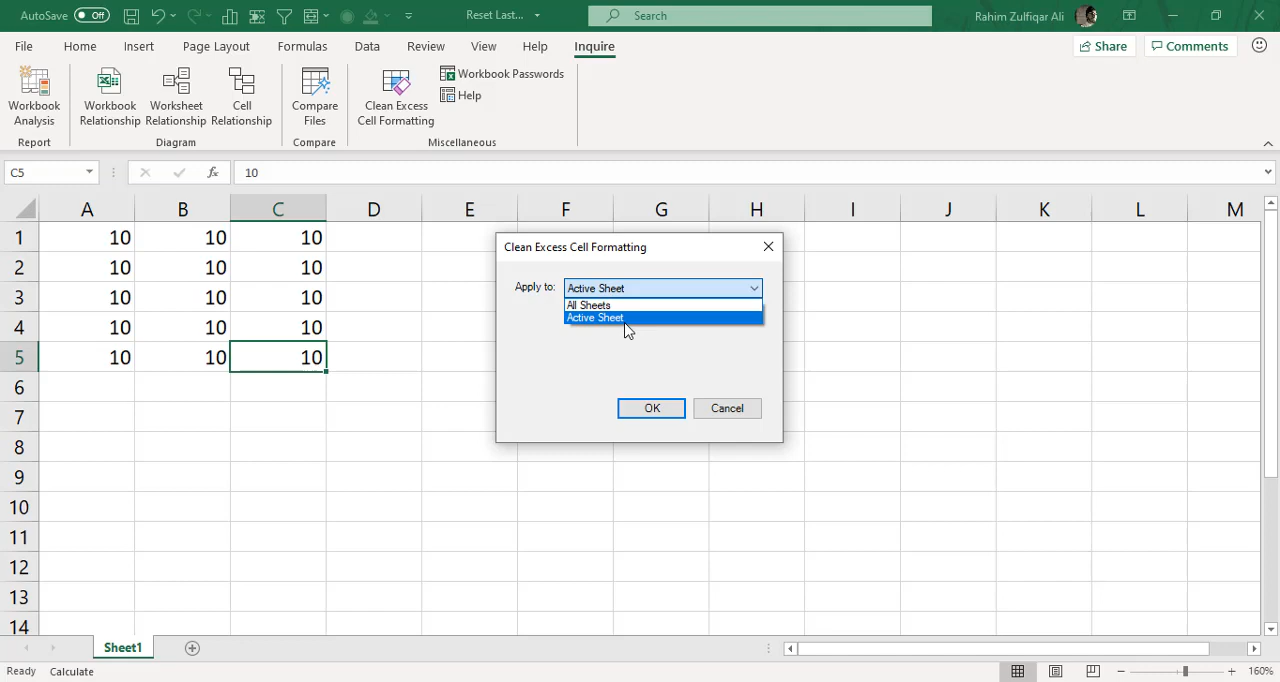 AutoSave Off Reset Last... Search Rahim Zulfiqar Ali
File Home Insert Page Layout Formulas Data Review View Help Inquire Share Comments
Workbook Analysis
Workbook Relationship
Worksheet Relationship
Cell Relationship
Compare Files
Clean Excess Cell Formatting
Workbook Passwords
Help
Report Diagram Compare Miscellaneous
C5 fx 10
A B C D E F G H I J K L M
1 10 10 10
2 10 10 10
3 10 10 10
4 10 10 10
5 10 10 10
6
7
8
9
10
11
12
13
14
Clean Excess Cell Formatting
Apply to: Active Sheet
All Sheets
Active Sheet
OK Cancel
Sheet1
Ready Calculate 160%